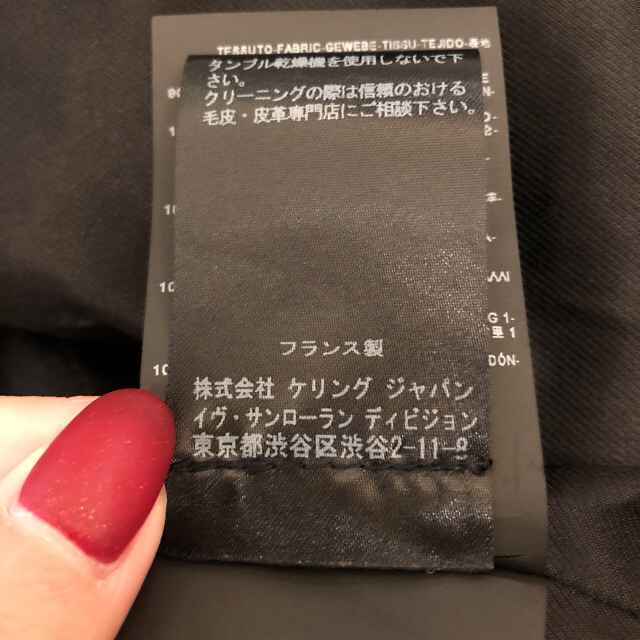 TESSUTO-FABRIC-GEWEBE-TISSU-TEJIDO-表地
タンブル乾燥機を使用しないで下
さい。
クリーニングの際は信頼のおける
毛皮・皮革専門店にご相談下さい。
フランス製
株式会社 ケリング ジャパン
イヴ・サンローラン ディビジョン
東京都渋谷区渋谷2-11-8